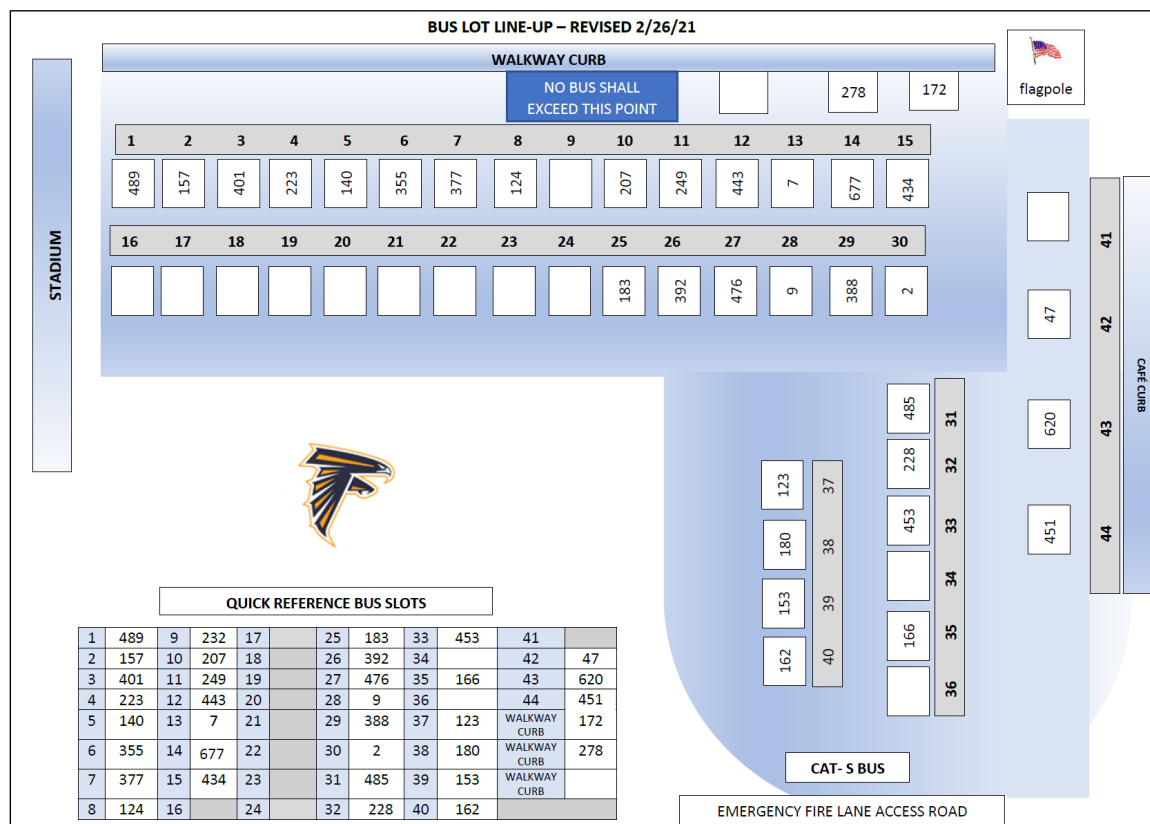 BUS LOT LINE-UP – REVISED 2/26/21
WALKWAY CURB
NO BUS SHALL
EXCEED THIS POINT
278
172
flagpole
1 2 3 4 5 6 7 8 9 10 11 12 13 14 15
489 157 401 223 140 355 377 124 207 249 443 7 677 434
STADIUM
16 17 18 19 20 21 22 23 24 25 26 27 28 29 30
183 392 476 9 388 2
41
47 42
620 43
451 44
CAFÉ CURB
485 31
228 32
453 33
34
166 35
36
123 37
180 38
153 39
162 40
QUICK REFERENCE BUS SLOTS
1 489 9 232 17 25 183 33 453 41
2 157 10 207 18 26 392 34 42 47
3 401 11 249 19 27 476 35 166 43 620
4 223 12 443 20 28 9 36 44 451
5 140 13 7 21 29 388 37 123 WALKWAY CURB 172
6 355 14 677 22 30 2 38 180 WALKWAY CURB 278
7 377 15 434 23 31 485 39 153 WALKWAY CURB
8 124 16 24 32 228 40 162
CAT- S BUS
EMERGENCY FIRE LANE ACCESS ROAD